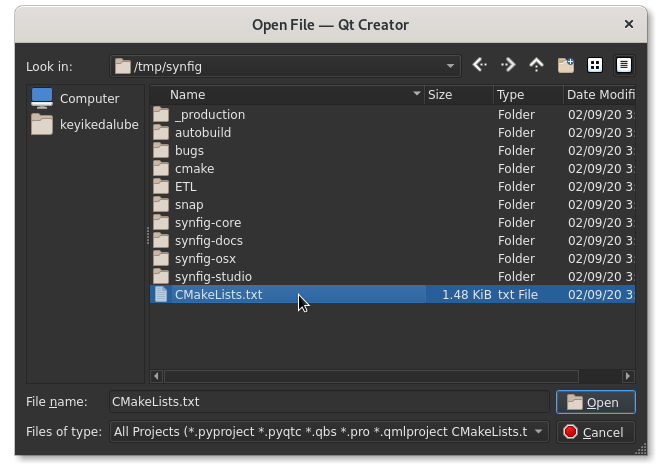 Open File — Qt Creator
Look in: /tmp/synfig
Computer
keyikedalube
Name Size Type Date Modifi
_production Folder 02/09/20 3:
autobuild Folder 02/09/20 3:
bugs Folder 02/09/20 3:
cmake Folder 02/09/20 3:
ETL Folder 02/09/20 3:
snap Folder 02/09/20 3:
synfig-core Folder 02/09/20 3:
synfig-docs Folder 02/09/20 3:
synfig-osx Folder 02/09/20 3:
synfig-studio Folder 02/09/20 3:
CMakeLists.txt 1.48 KiB txt File 02/09/20 3:
File name: CMakeLists.txt Open
Files of type: All Projects (*.pyproject *.pyqtc *.qbs *.pro *.qmlproject CMakeLists.t Cancel